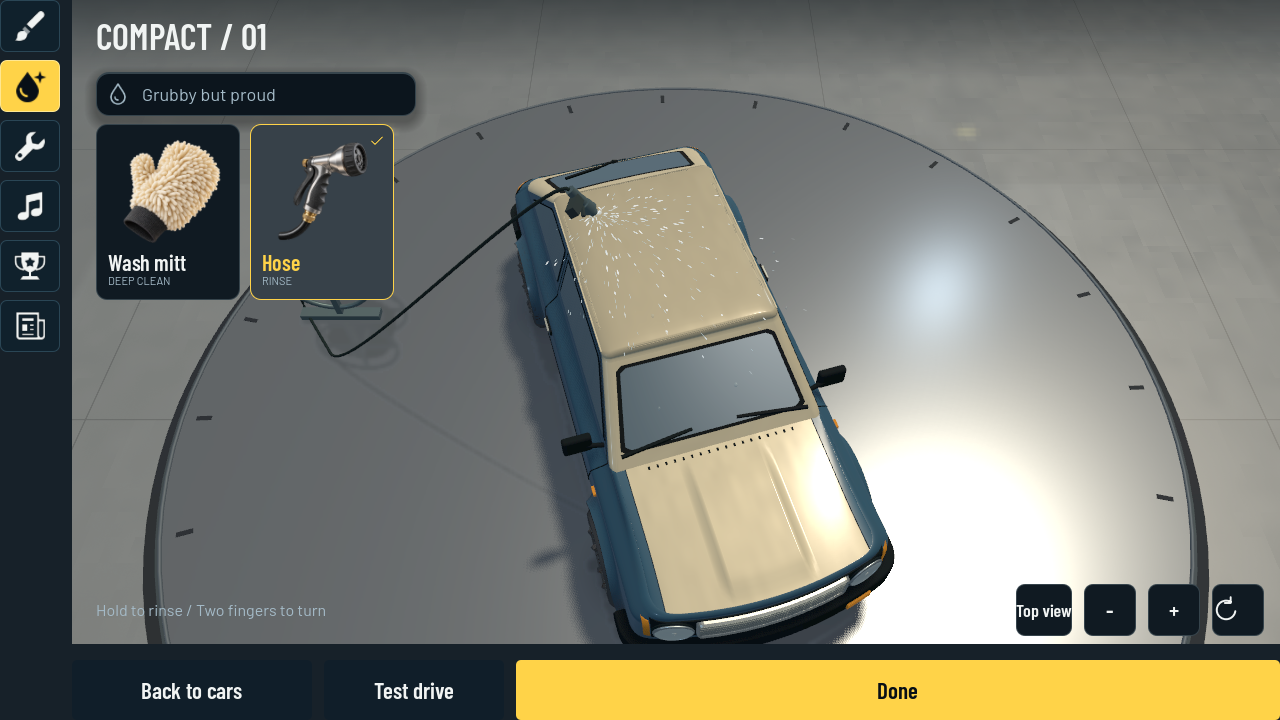 COMPACT / 01
Grubby but proud
Wash mitt
DEEP CLEAN
Hose
RINSE
Hold to rinse / Two fingers to turn
Top view
-
+
Back to cars
Test drive
Done